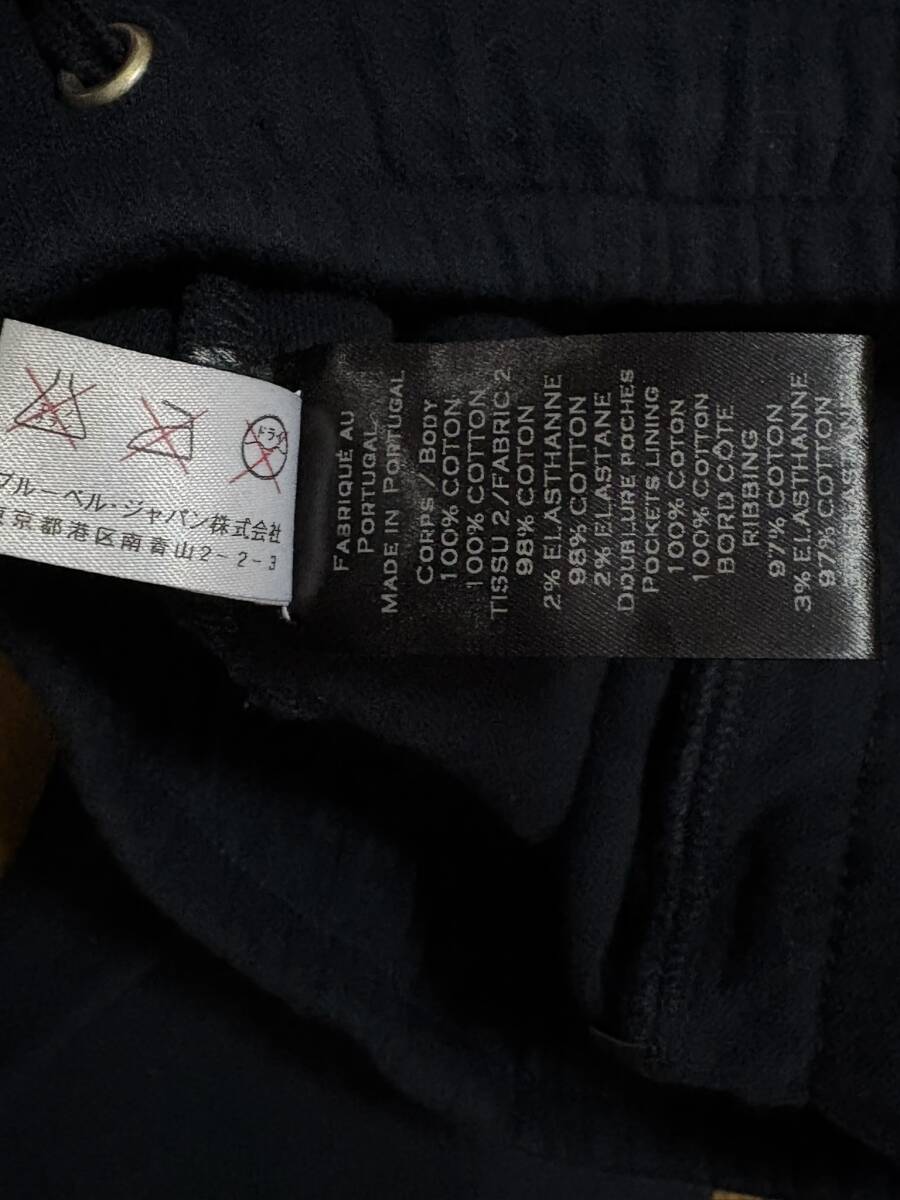 ドライ
ブルーベル・ジャパン株式会社
東京都港区南青山2-2-3
FABRIQUÉ AU
PORTUGAL
MADE IN PORTUGAL
CORPS / BODY
100% COTON
100% COTTON
TISSU 2/FABRIC 2
98% COTON
2% ELASTHANNE
98% COTTON
2% ELASTANE
DOUBLURE POCHES
POCKETS LINING
100% COTON
100% COTTON
BORD CÔTE
RIBBING
97% COTON
3% ELASTHANNE
97% COTTON